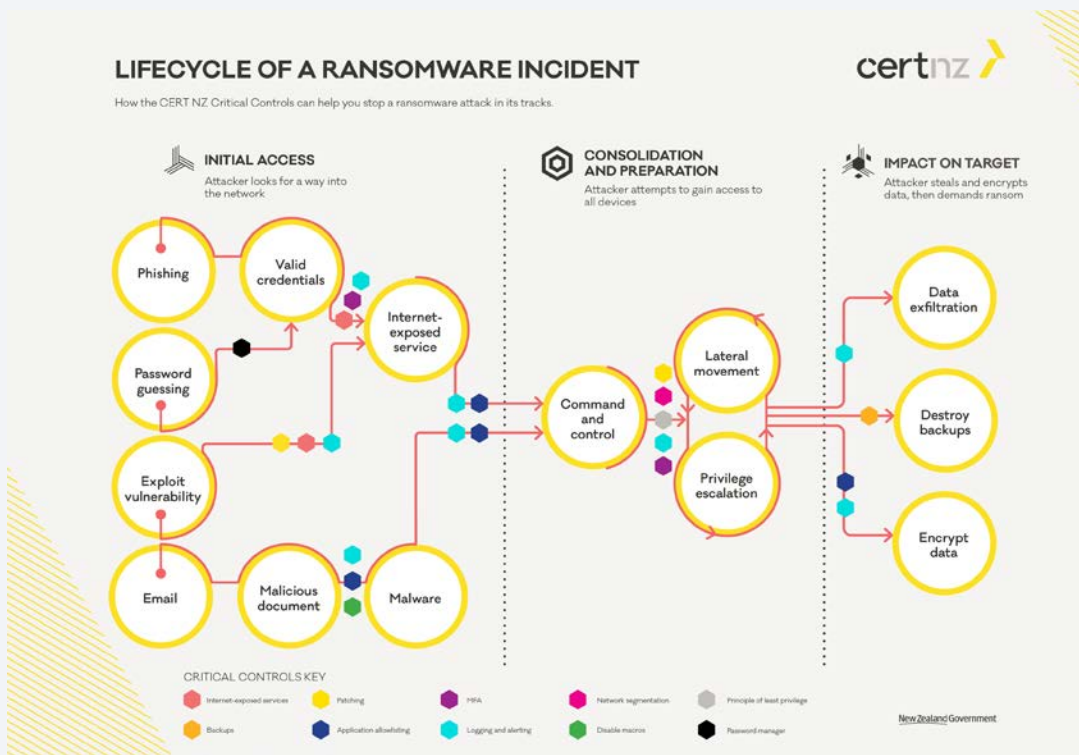 LIFECYCLE OF A RANSOMWARE INCIDENT
certnz
How the CERT NZ Critical Controls can help you stop a ransomware attack in its tracks.
INITIAL ACCESS
Attacker looks for a way into
the network
CONSOLIDATION
AND PREPARATION
Attacker attempts to gain access to
all devices
IMPACT ON TARGET
Attacker steals and encrypts
data, then demands ransom
Phishing
Valid
credentials
Internet-
exposed
service
Password
guessing
Exploit
vulnerability
Email
Malicious
document
Malware
Command
and
control
Lateral
movement
Privilege
escalation
Data
exfiltration
Destroy
backups
Encrypt
data
CRITICAL CONTROLS KEY
Internet-exposed services
Patching
MFA
Network segmentation
Principle of least privilege
Backups
Application allowlisting
Logging and alerting
Disable macros
Password manager
New Zealand Government